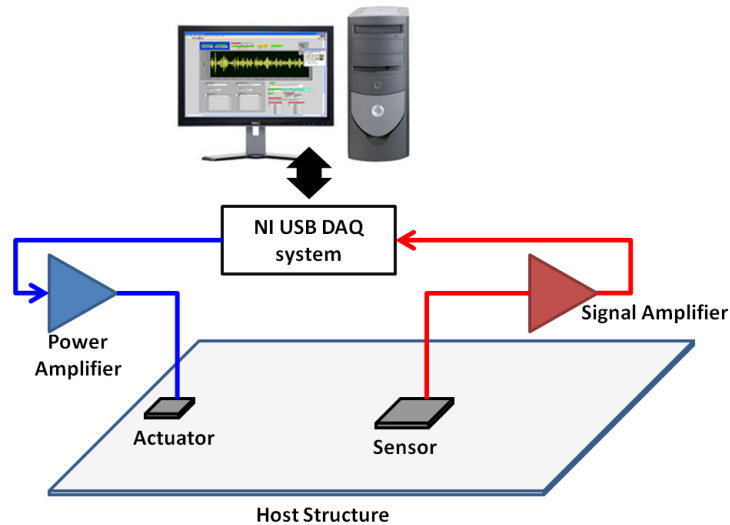 NI USB DAQ
system
Power
Amplifier
Signal Amplifier
Actuator
Sensor
Host Structure